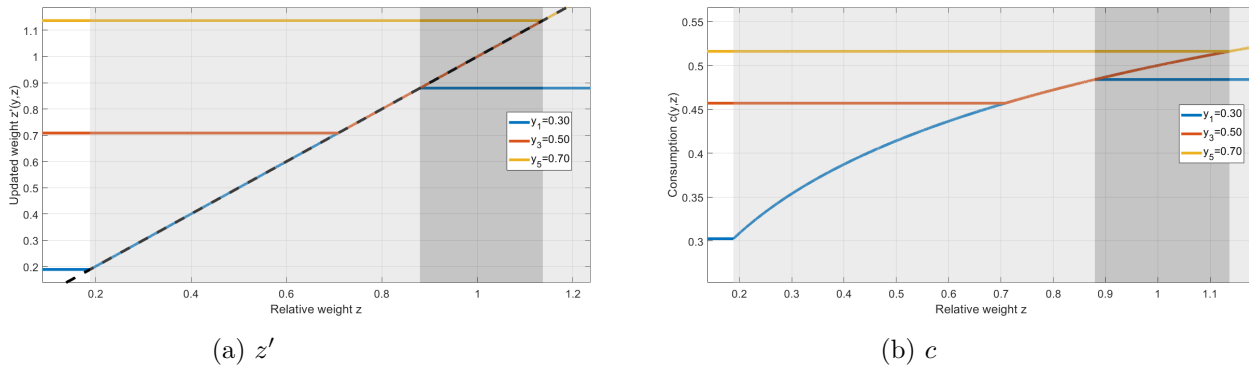 1.1
1
0.9
0.8
0.7
0.6
0.5
0.4
0.3
0.2
Updated weight z'(y,z)
y1=0.30
y3=0.50
y5=0.70
0.2 0.4 0.6 0.8 1 1.2
Relative weight z
(a) z′
0.55
0.5
0.45
0.4
0.35
0.3
Consumption c(y,z)
y1=0.30
y3=0.50
y5=0.70
0.2 0.3 0.4 0.5 0.6 0.7 0.8 0.9 1 1.1
Relative weight z
(b) c